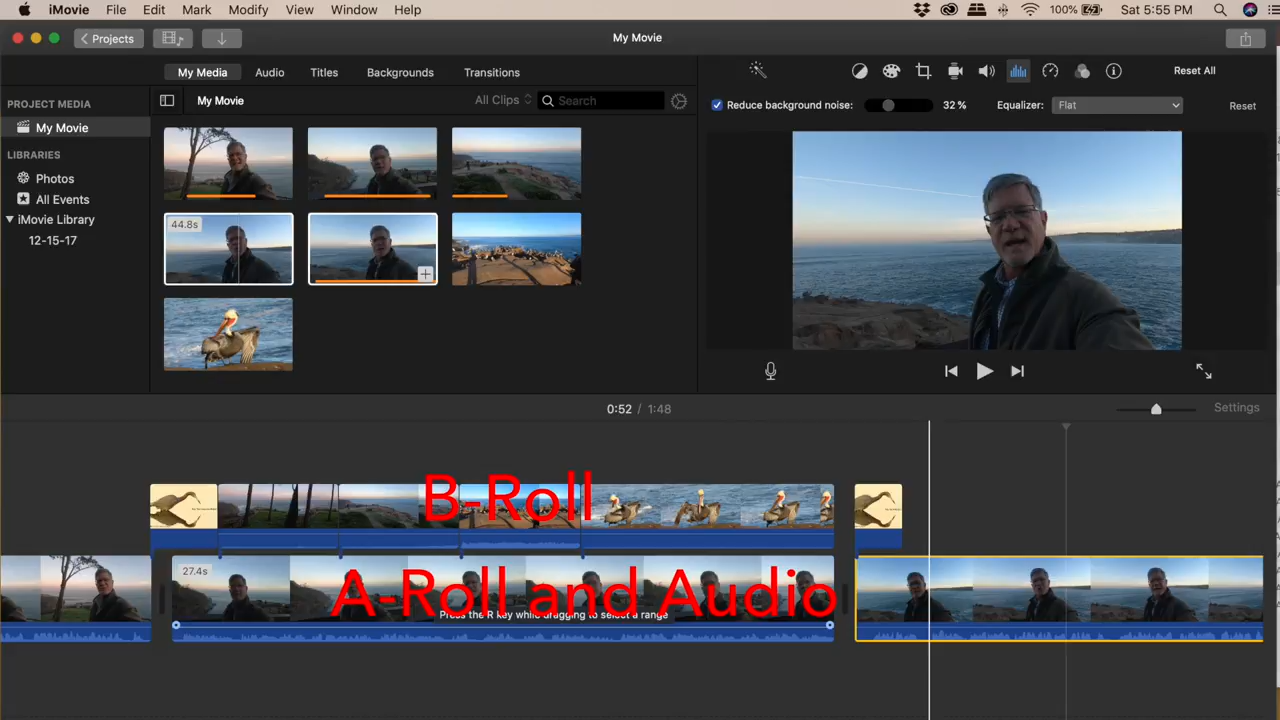 iMovie File Edit Mark Modify View Window Help 100% Sat 5:55 PM
Projects My Movie
My Media Audio Titles Backgrounds Transitions Reset All
PROJECT MEDIA My Movie All Clips Search Reduce background noise: 32 % Equalizer: Flat Reset
My Movie
LIBRARIES
Photos
All Events
iMovie Library
12-15-17
44.8s
0:52 / 1:48 Settings
B-Roll
27.4s
A-Roll and Audio
Press the R key while dragging to select a range